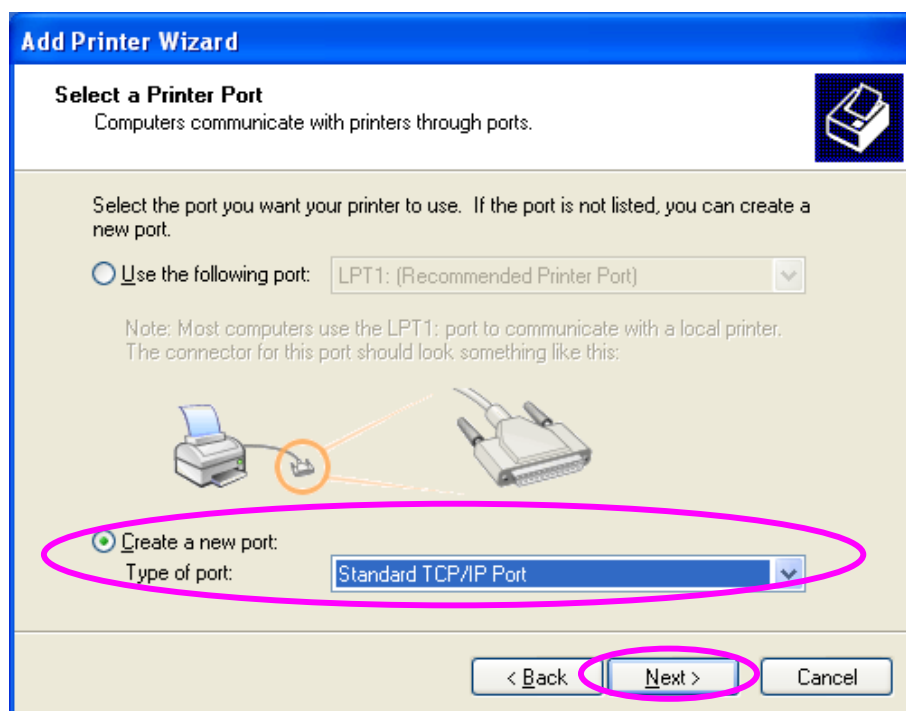 Add Printer Wizard
Select a Printer Port
Computers communicate with printers through ports.
Select the port you want your printer to use.  If the port is not listed, you can create a
new port.
Use the following port:
LPT1: (Recommended Printer Port)
Note: Most computers use the LPT1: port to communicate with a local printer.
The connector for this port should look something like this:
Create a new port:
Type of port:
Standard TCP/IP Port
< Back
Next >
Cancel